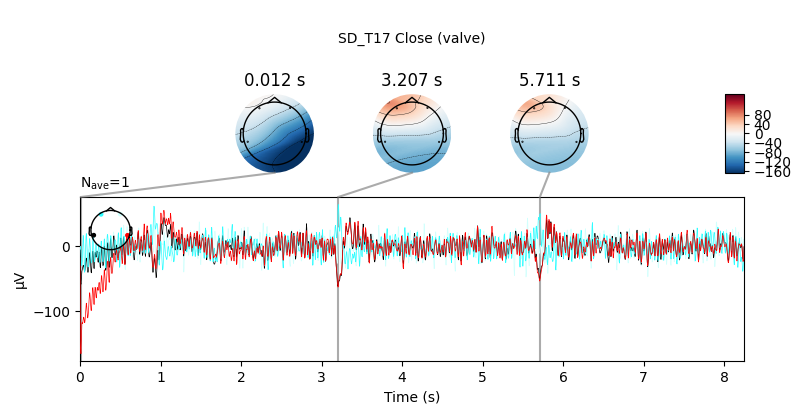 SD_T17 Close (valve)
0.012 s
3.207 s
5.711 s
80
40
0
−40
−80
−120
−160
Nave=1
0
−100
µV
0 1 2 3 4 5 6 7 8
Time (s)